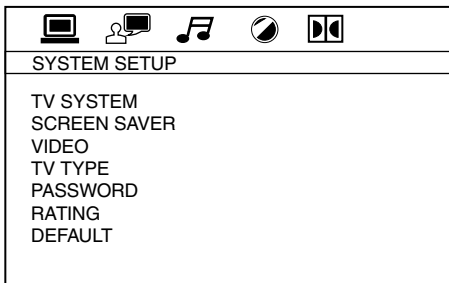 SYSTEM SETUP
TV SYSTEM
SCREEN SAVER
VIDEO
TV TYPE
PASSWORD
RATING
DEFAULT